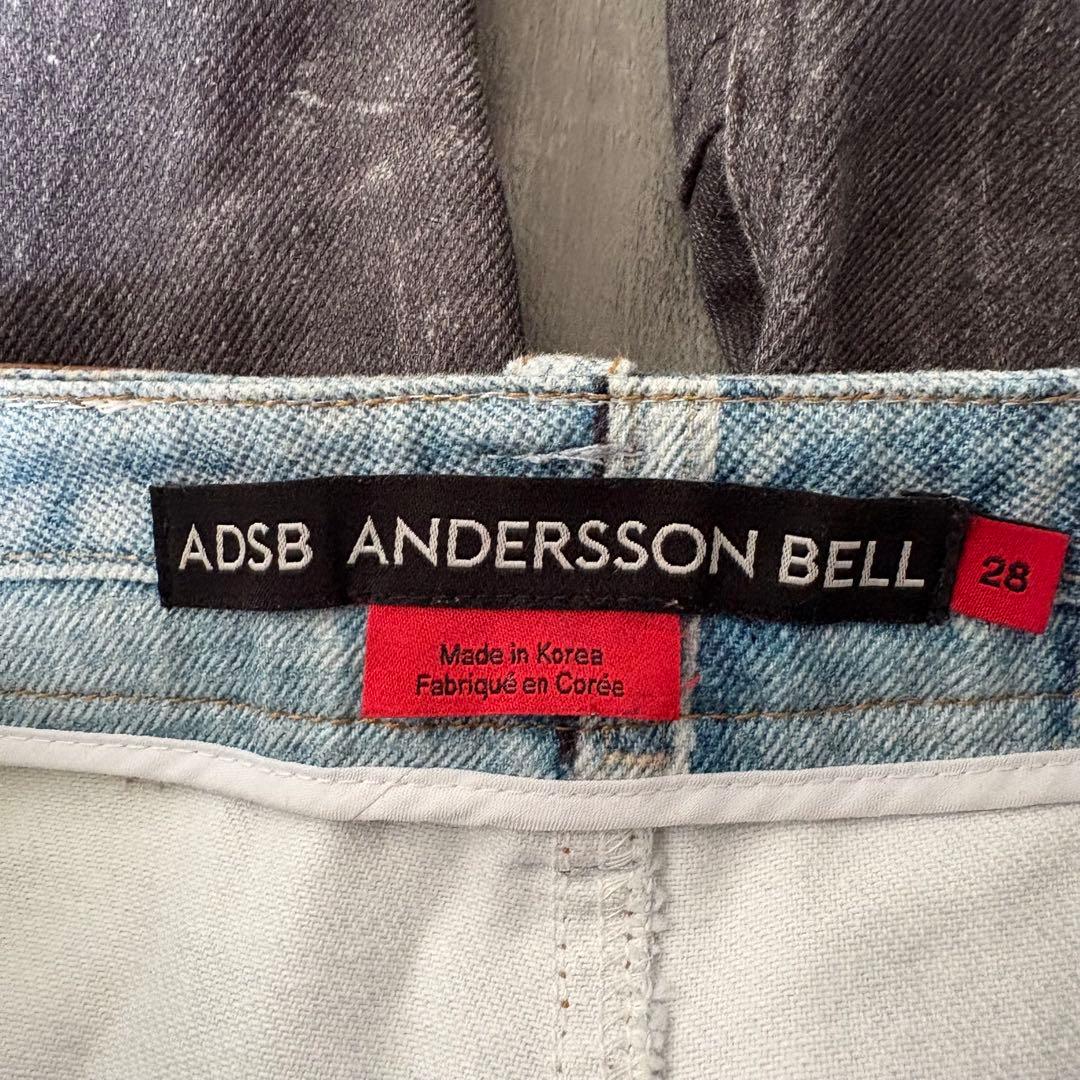 ADSB ANDERSSON BELL
28
Made in Korea
Fabriqué en Corée